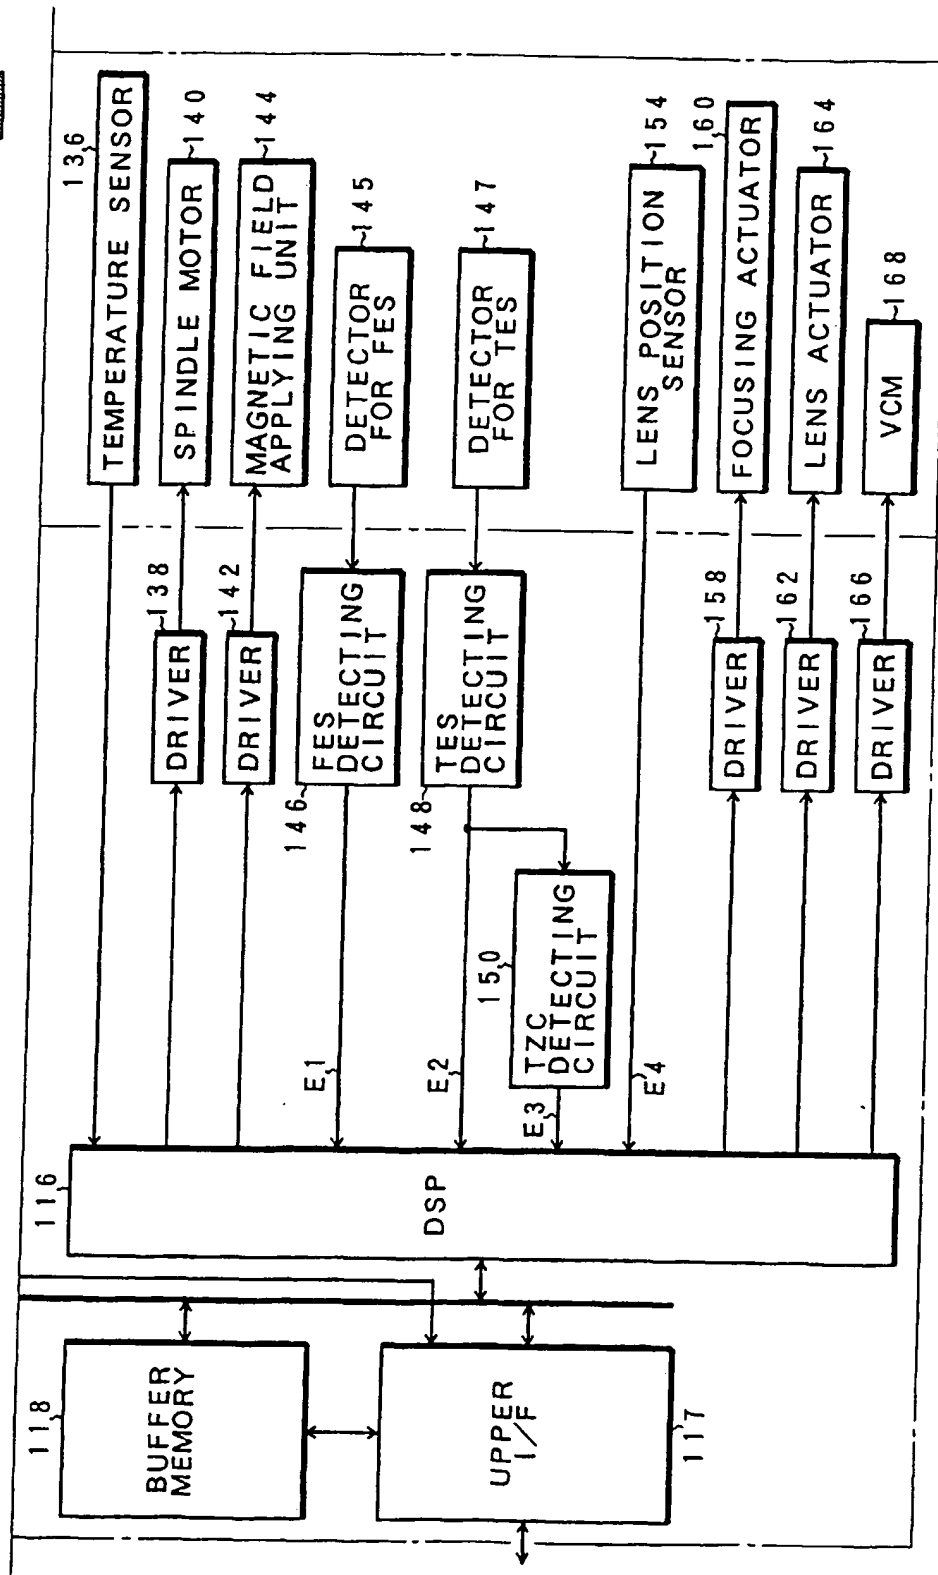 136
TEMPERATURE SENSOR
138
DRIVER
140
SPINDLE MOTOR
142
DRIVER
144
MAGNETIC FIELD
APPLYING UNIT
145
DETECTOR
FOR FES
146
FES
DETECTING
CIRCUIT
E1
147
DETECTOR
FOR TES
148
TES
DETECTING
CIRCUIT
E2
150
TZC
DETECTING
CIRCUIT
E3
154
LENS POSITION
SENSOR
E4
158
DRIVER
160
FOCUSING ACTUATOR
162
DRIVER
164
LENS ACTUATOR
166
DRIVER
168
VCM
116
DSP
118
BUFFER
MEMORY
117
UPPER
I/F